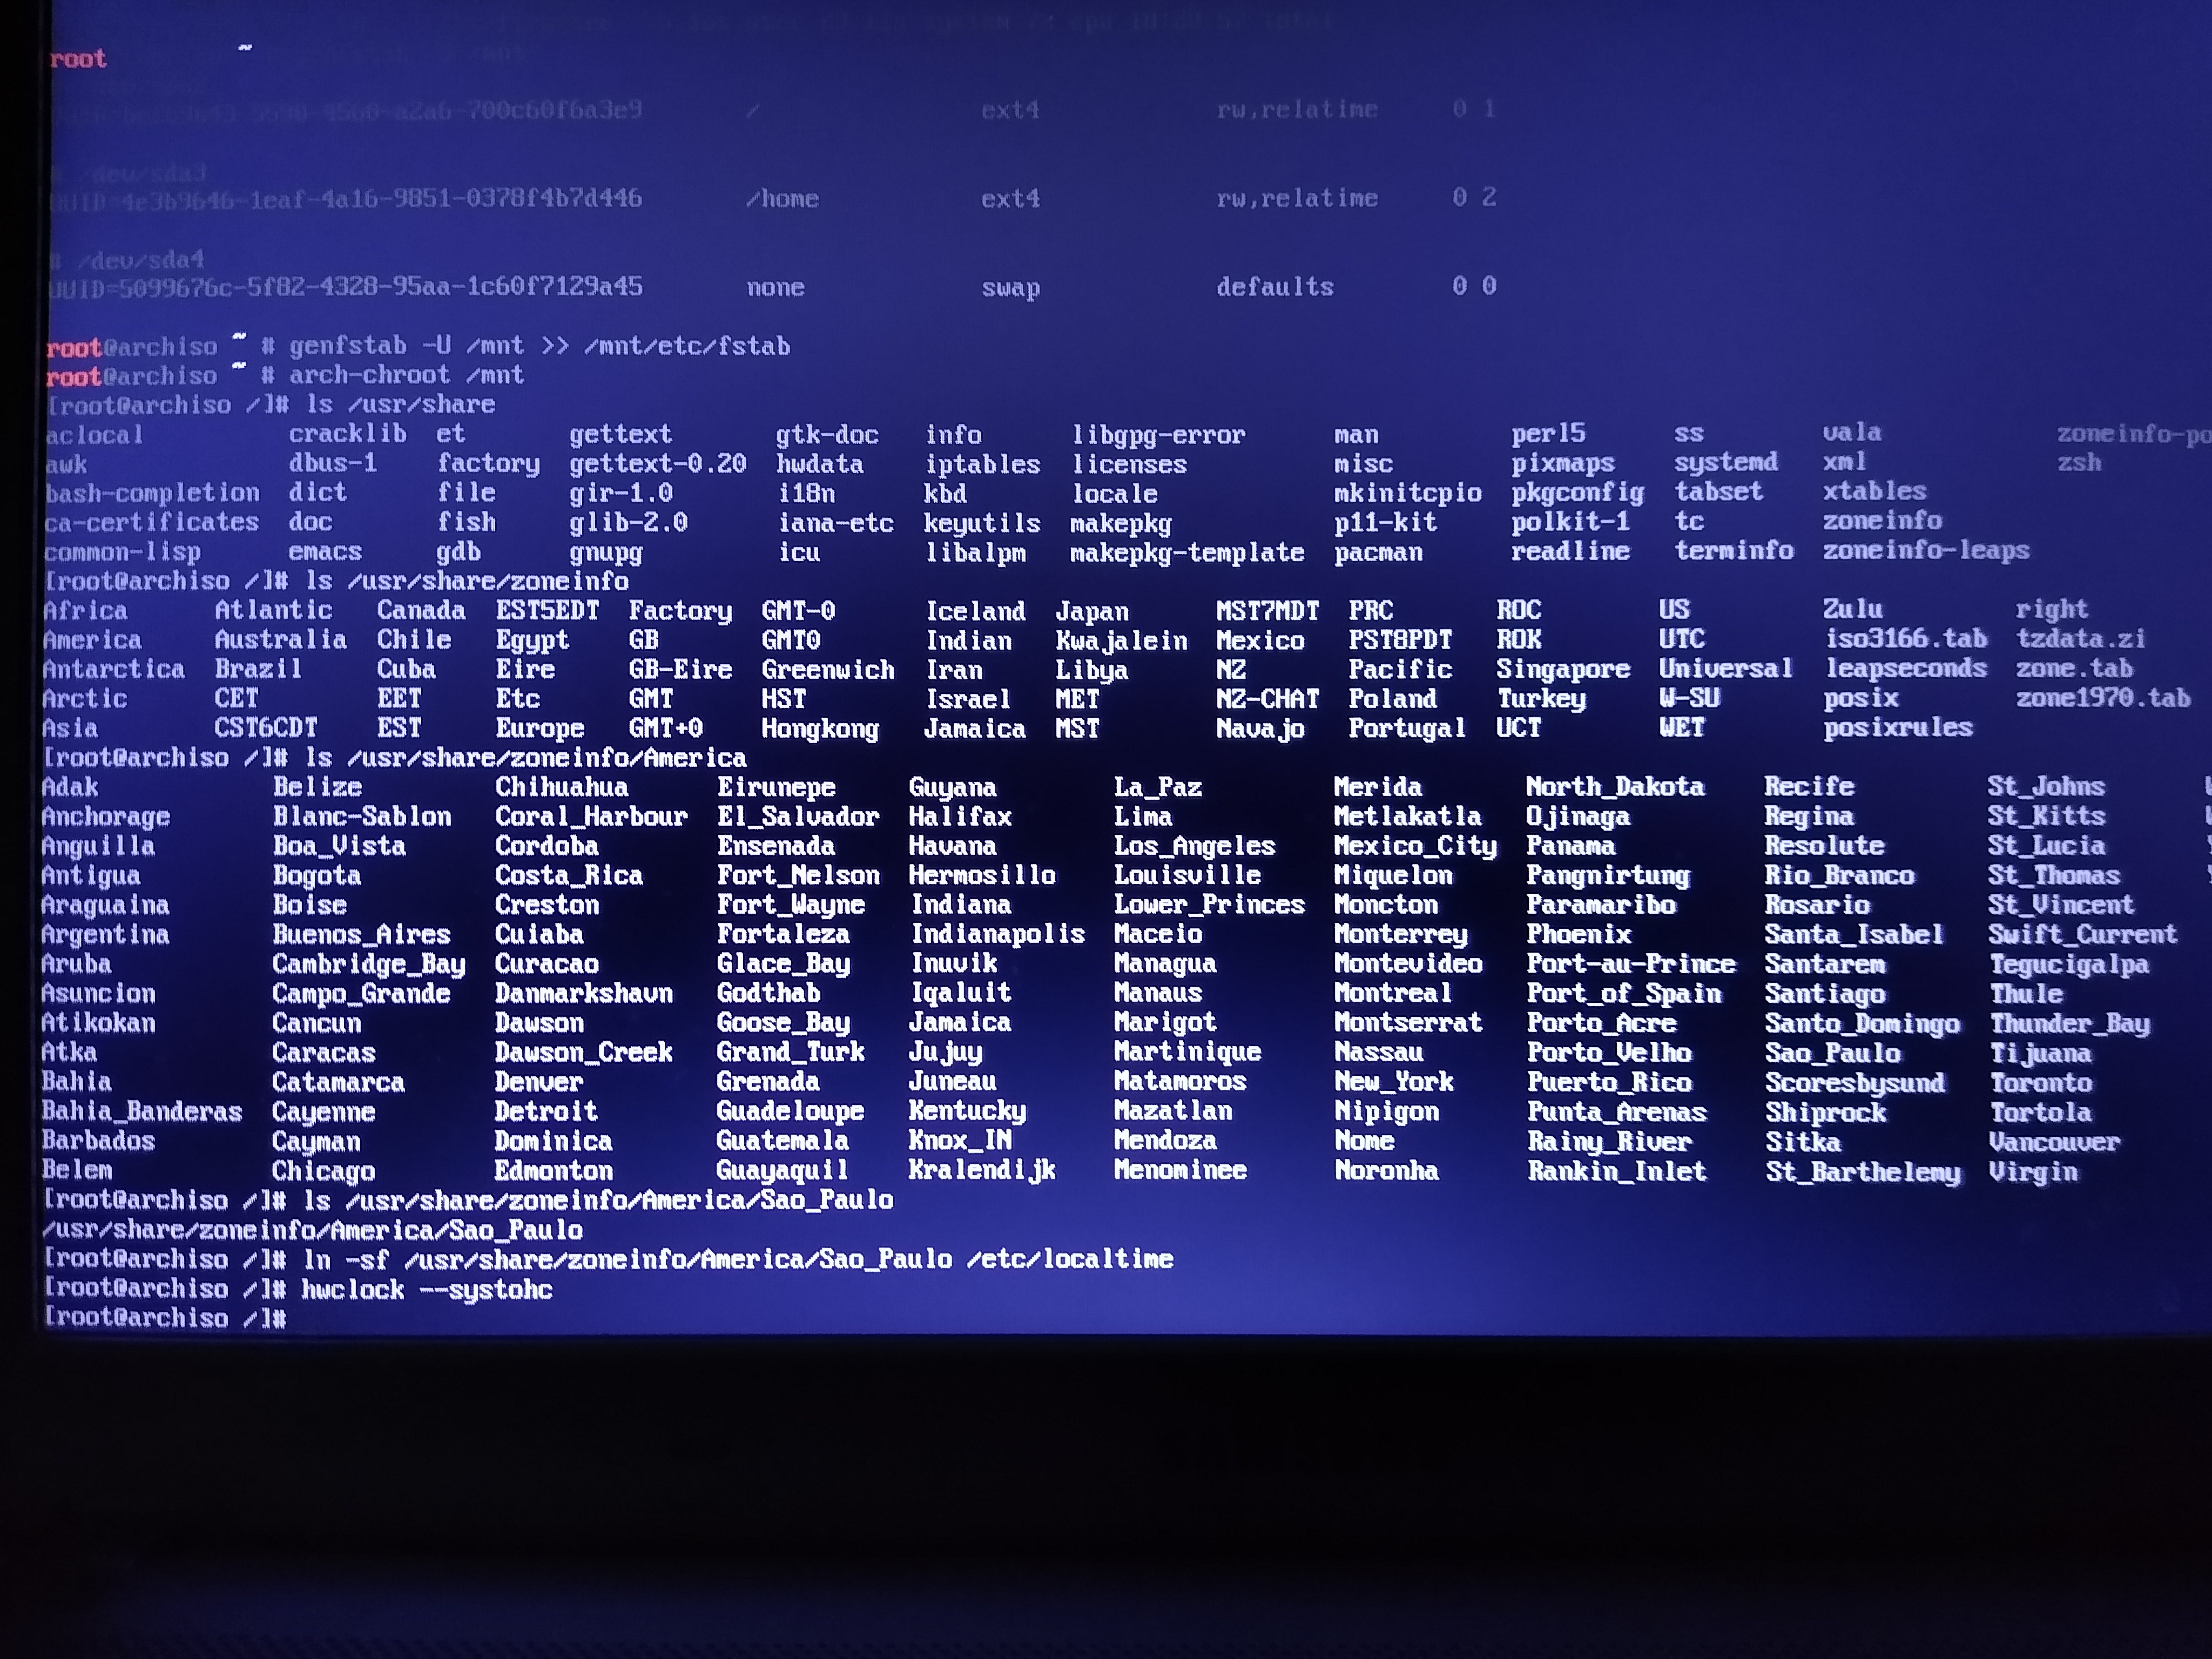 root ~
-a2a6-700c60f6a3e9 / ext4 rw,relatime 0 1
# /dev/sda3
UUID=4e3b9646-1eaf-4a16-9851-0378f4b7d446 /home ext4 rw,relatime 0 2
# /dev/sda4
UUID=5099676c-5f82-4328-95aa-1c60f7129a45 none swap defaults 0 0
root@archiso ~ # genfstab -U /mnt >> /mnt/etc/fstab
root@archiso ~ # arch-chroot /mnt
[root@archiso /]# ls /usr/share
aclocal cracklib et gettext gtk-doc info libgpg-error man perl5 ss vala zoneinfo-po
awk dbus-1 factory gettext-0.20 hwdata iptables licenses misc pixmaps systemd xml zsh
bash-completion dict file gir-1.0 i18n kbd locale mkinitcpio pkgconfig tabset xtables
ca-certificates doc fish glib-2.0 iana-etc keyutils makepkg p11-kit polkit-1 tc zoneinfo
common-lisp emacs gdb gnupg icu libalpm makepkg-template pacman readline terminfo zoneinfo-leaps
[root@archiso /]# ls /usr/share/zoneinfo
Africa Atlantic Canada EST5EDT Factory GMT-0 Iceland Japan MST7MDT PRC ROC US Zulu right
America Australia Chile Egypt GB GMT0 Indian Kwajalein Mexico PST8PDT ROK UTC iso3166.tab tzdata.zi
Antarctica Brazil Cuba Eire GB-Eire Greenwich Iran Libya NZ Pacific Singapore Universal leapseconds zone.tab
Arctic CET EET Etc GMT HST Israel MET NZ-CHAT Poland Turkey W-SU posix zone1970.tab
Asia CST6CDT EST Europe GMT+0 Hongkong Jamaica MST Navajo Portugal UCT WET posixrules
[root@archiso /]# ls /usr/share/zoneinfo/America
Adak Belize Chihuahua Eirunepe Guyana La_Paz Merida North_Dakota Recife St_Johns
Anchorage Blanc-Sablon Coral_Harbour El_Salvador Halifax Lima Metlakatla Ojinaga Regina St_Kitts
Anguilla Boa_Vista Cordoba Ensenada Havana Los_Angeles Mexico_City Panama Resolute St_Lucia
Antigua Bogota Costa_Rica Fort_Nelson Hermosillo Louisville Miquelon Pangnirtung Rio_Branco St_Thomas
Araguaina Boise Creston Fort_Wayne Indiana Lower_Princes Moncton Paramaribo Rosario St_Vincent
Argentina Buenos_Aires Cuiaba Fortaleza Indianapolis Maceio Monterrey Phoenix Santa_Isabel Swift_Current
Aruba Cambridge_Bay Curacao Glace_Bay Inuvik Managua Montevideo Port-au-Prince Santarem Tegucigalpa
Asuncion Campo_Grande Danmarkshavn Godthab Iqaluit Manaus Montreal Port_of_Spain Santiago Thule
Atikokan Cancun Dawson Goose_Bay Jamaica Marigot Montserrat Porto_Acre Santo_Domingo Thunder_Bay
Atka Caracas Dawson_Creek Grand_Turk Jujuy Martinique Nassau Porto_Velho Sao_Paulo Tijuana
Bahia Catamarca Denver Grenada Juneau Matamoros New_York Puerto_Rico Scoresbysund Toronto
Bahia_Banderas Cayenne Detroit Guadeloupe Kentucky Mazatlan Nipigon Punta_Arenas Shiprock Tortola
Barbados Cayman Dominica Guatemala Knox_IN Mendoza Nome Rainy_River Sitka Vancouver
Belem Chicago Edmonton Guayaquil Kralendijk Menominee Noronha Rankin_Inlet St_Barthelemy Virgin
[root@archiso /]# ls /usr/share/zoneinfo/America/Sao_Paulo
/usr/share/zoneinfo/America/Sao_Paulo
[root@archiso /]# ln -sf /usr/share/zoneinfo/America/Sao_Paulo /etc/localtime
[root@archiso /]# hwclock --systohc
[root@archiso /]#